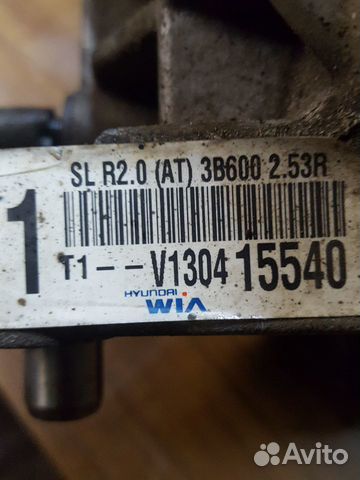 SL R2.0 (AT) 3B600 2.53R
1
T1--V1304 15540
HYUNDAI
WIA
Avito